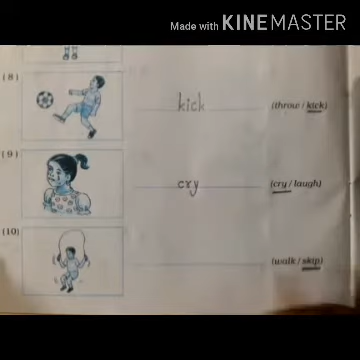 Made with KINEMASTER
(8) kick (throw / kick)
(9) cry (cry / laugh)
(10) (walk / skip)